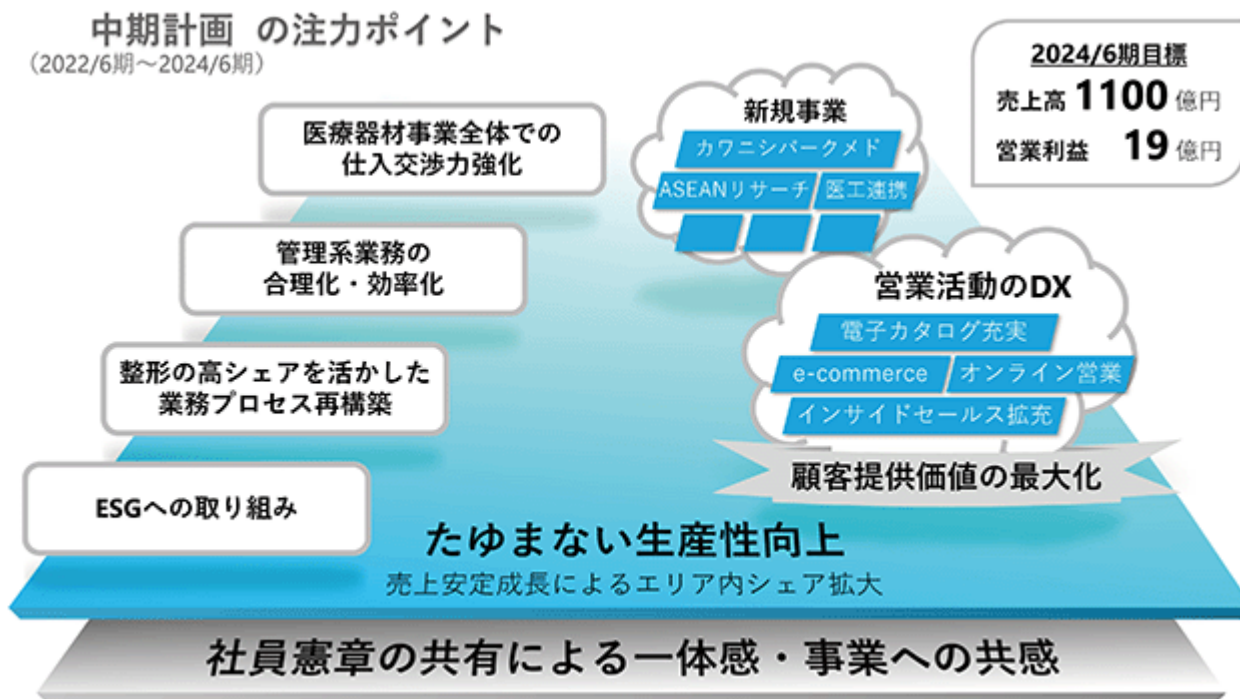 中期計画 の注力ポイント
（2022/6期～2024/6期）
2024/6期目標
売上高 1100 億円
営業利益 19 億円
医療器材事業全体での
仕入交渉力強化
管理系業務の
合理化・効率化
整形の高シェアを活かした
業務プロセス再構築
ESGへの取り組み
新規事業
カワニシバークメド
ASEANリサーチ 医工連携
営業活動のDX
電子カタログ充実
e-commerce オンライン営業
インサイドセールス拡充
顧客提供価値の最大化
たゆまない生産性向上
売上安定成長によるエリア内シェア拡大
社員憲章の共有による一体感・事業への共感